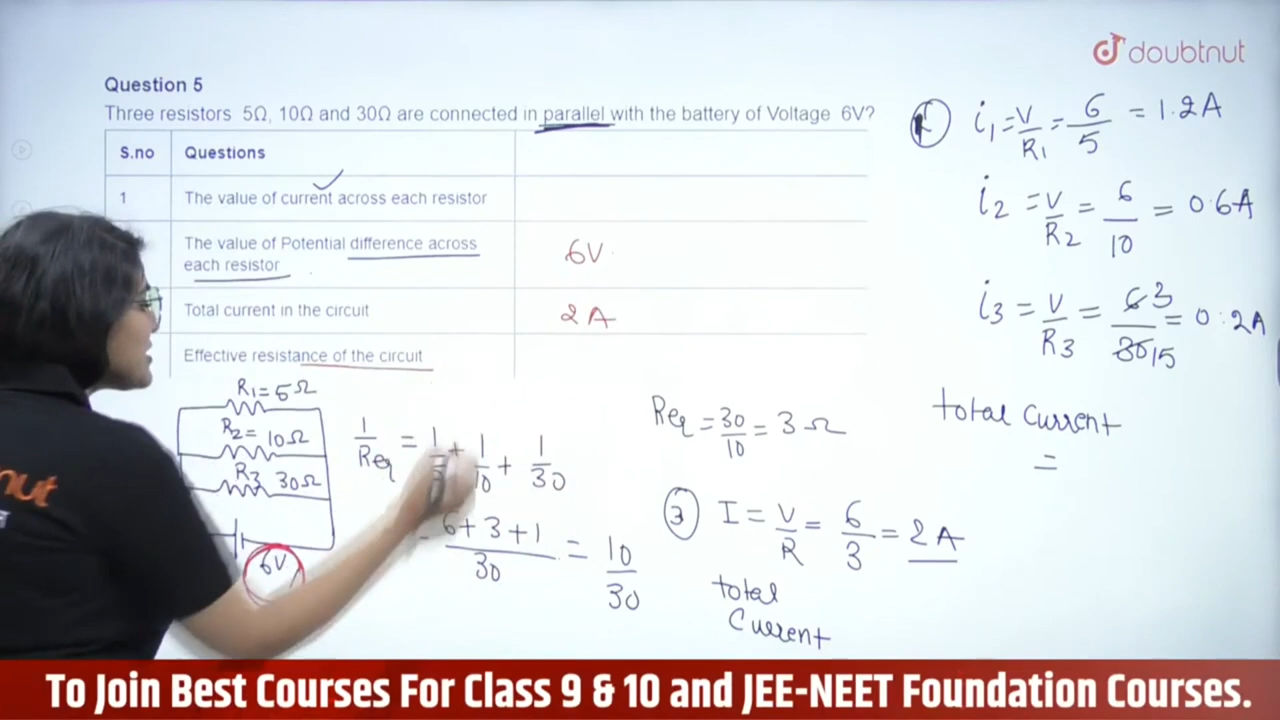 doubtnut
Question 5
Three resistors 5Ω, 10Ω and 30Ω are connected in parallel with the battery of Voltage 6V?
S.no Questions
1 The value of current across each resistor
The value of Potential difference across
each resistor
6V
Total current in the circuit 2A
Effective resistance of the circuit
R1=5Ω
R2=10Ω
R3 30Ω
6V
1/Req = 1/5 + 1/10 + 1/30
6+3+1/30 = 10/30
Req = 30/10 = 3Ω
3 I = V/R = 6/3 = 2A
total
Current
i1 = V/R1 = 6/5 = 1.2A
i2 = V/R2 = 6/10 = 0.6A
i3 = V/R3 = 6 3/30 15 = 0.2A
total current
=
nut
To Join Best Courses For Class 9 & 10 and JEE-NEET Foundation Courses.